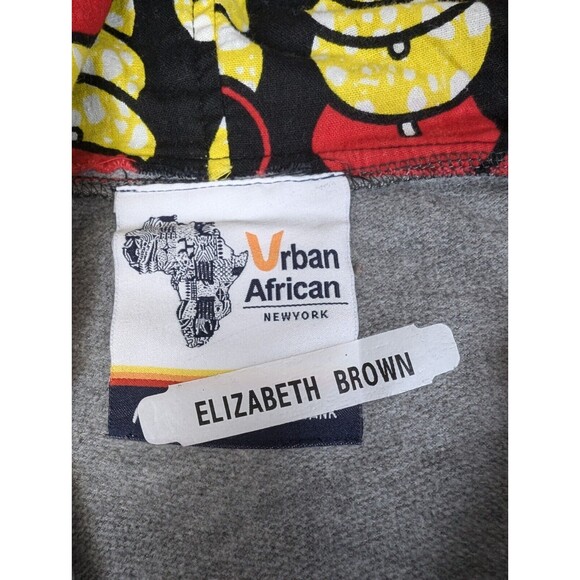 Urban
African
NEWYORK
ELIZABETH BROWN